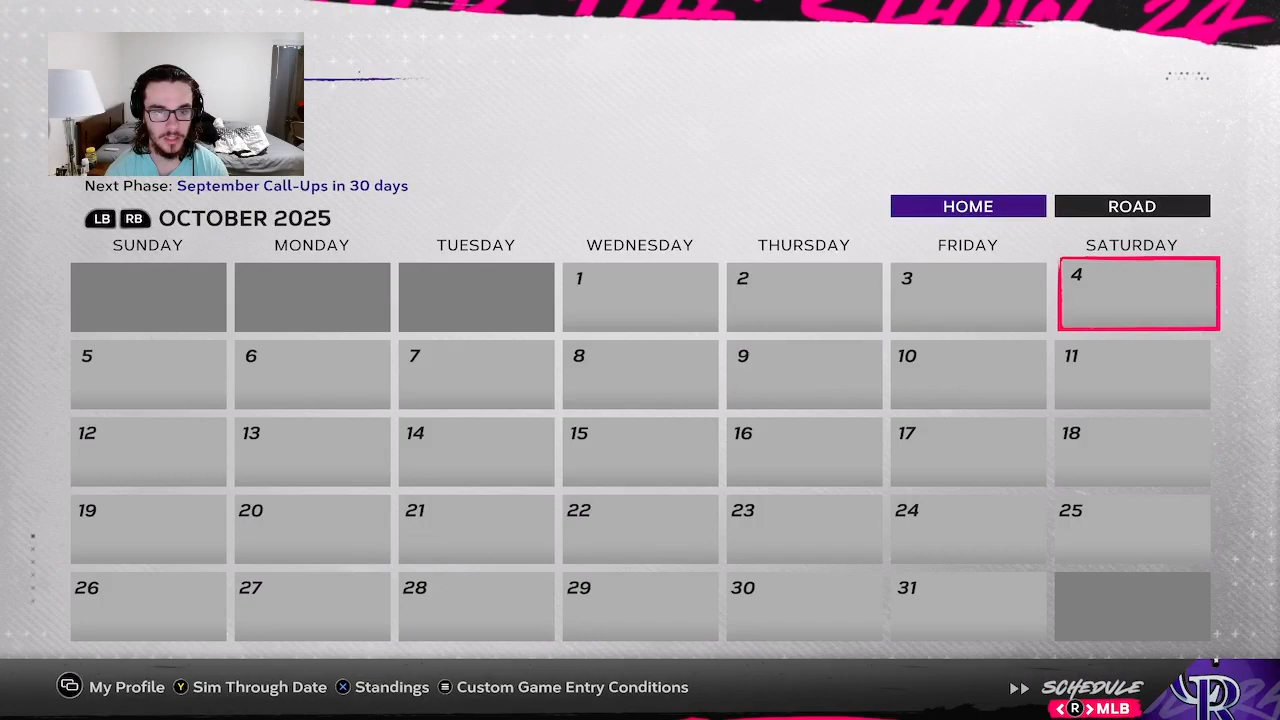 THE SHOW 24
Next Phase: September Call-Ups in 30 days
LB RB OCTOBER 2025
HOME ROAD
SUNDAY MONDAY TUESDAY WEDNESDAY THURSDAY FRIDAY SATURDAY
1 2 3 4
5 6 7 8 9 10 11
12 13 14 15 16 17 18
19 20 21 22 23 24 25
26 27 28 29 30 31
My Profile Y Sim Through Date X Standings Custom Game Entry Conditions
SCHEDULE
R MLB